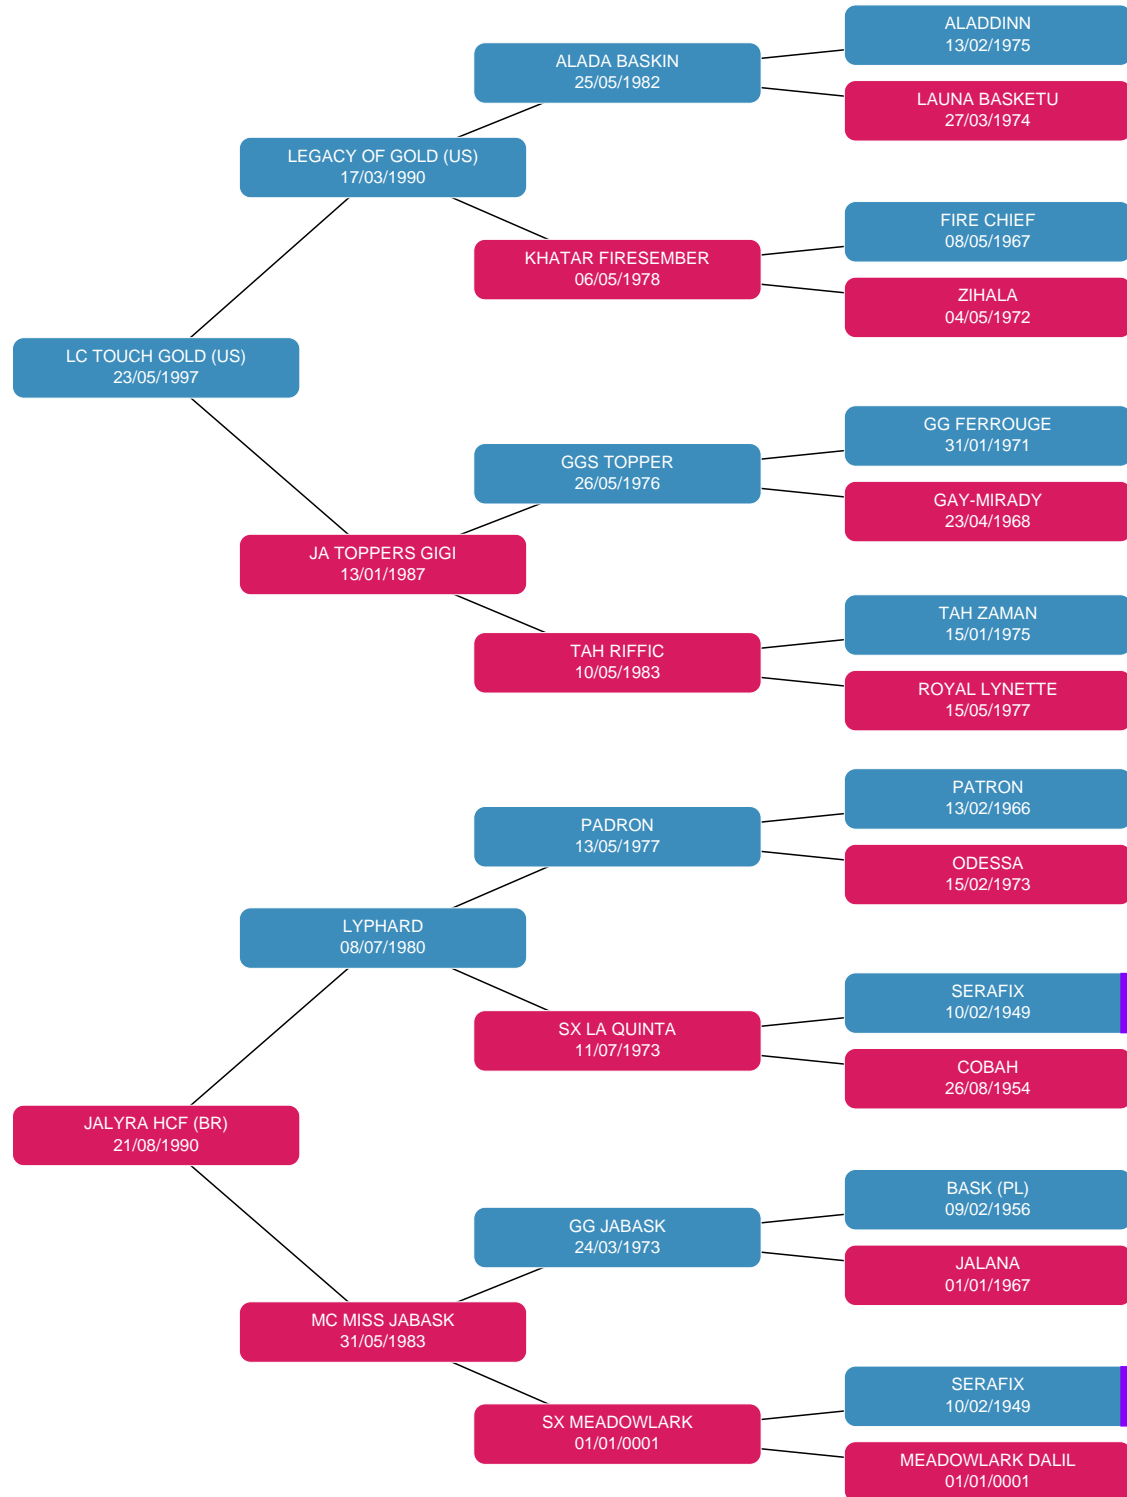 ALADDINN
13/02/1975
ALADA BASKIN
25/05/1982
LAUNA BASKETU
27/03/1974
LEGACY OF GOLD (US)
17/03/1990
FIRE CHIEF
08/05/1967
KHATAR FIRESEMBER
06/05/1978
ZIHALA
04/05/1972
LC TOUCH GOLD (US)
23/05/1997
GG FERROUGE
31/01/1971
GGS TOPPER
26/05/1976
GAY-MIRADY
23/04/1968
JA TOPPERS GIGI
13/01/1987
TAH ZAMAN
15/01/1975
TAH RIFFIC
10/05/1983
ROYAL LYNETTE
15/05/1977
PATRON
13/02/1966
PADRON
13/05/1977
ODESSA
15/02/1973
LYPHARD
08/07/1980
SERAFIX
10/02/1949
SX LA QUINTA
11/07/1973
COBAH
26/08/1954
JALYRA HCF (BR)
21/08/1990
BASK (PL)
09/02/1956
GG JABASK
24/03/1973
JALANA
01/01/1967
MC MISS JABASK
31/05/1983
SERAFIX
10/02/1949
SX MEADOWLARK
01/01/0001
MEADOWLARK DALIL
01/01/0001